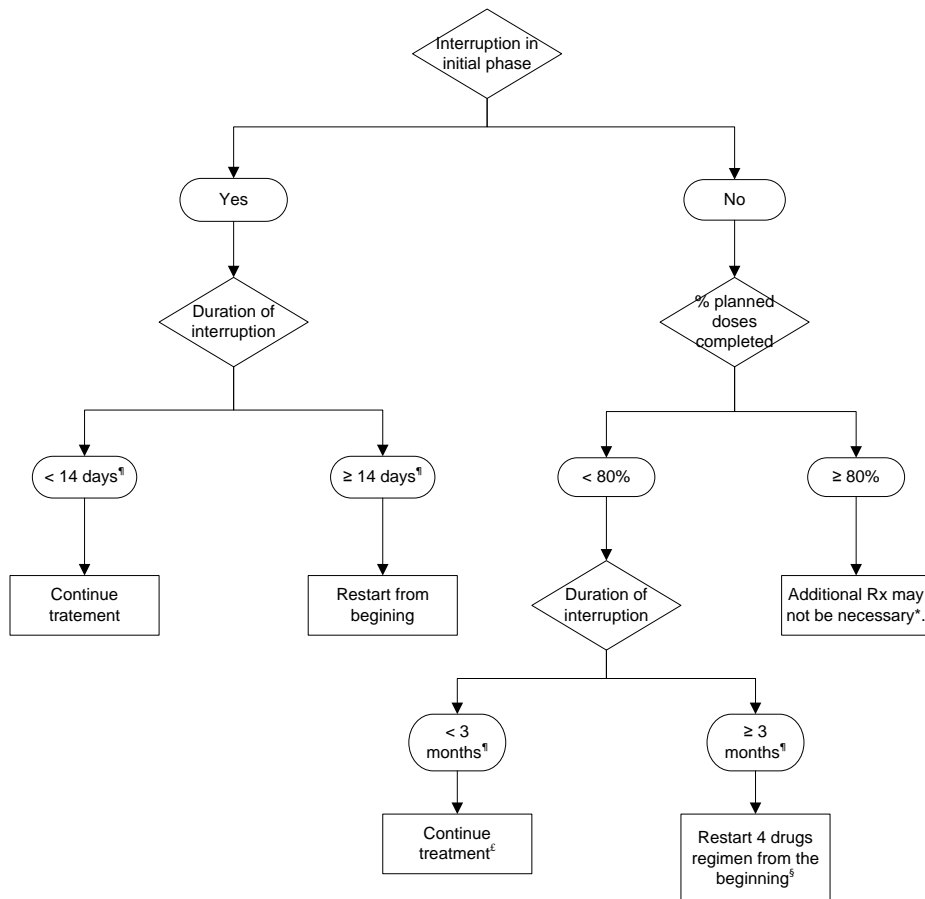 Interruption in
initial phase
Yes
No
Duration of
interruption
% planned
doses
completed
< 14 days¶
≥ 14 days¶
< 80%
≥ 80%
Continue
tratement
Restart from
begining
Duration of
interruption
Additional Rx may
not be necessary*.
< 3
months¶
≥ 3
months¶
Continue
treatment£
Restart 4 drugs
regimen from the
beginning§